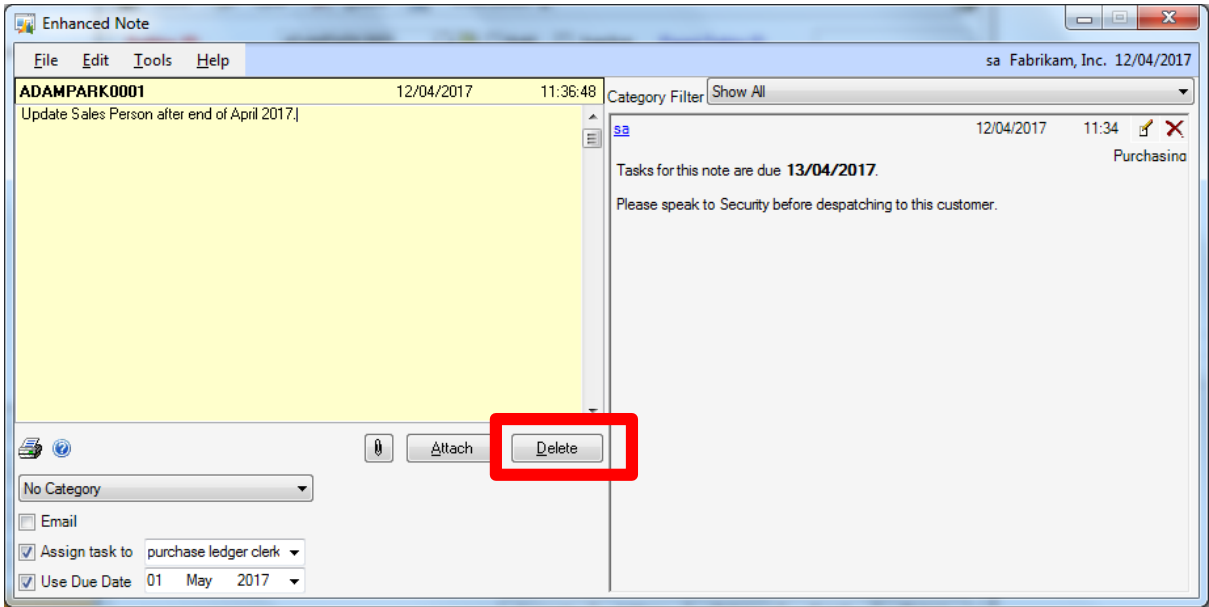 Enhanced Note
File Edit Tools Help
sa Fabrikam, Inc. 12/04/2017
ADAMPARK0001 12/04/2017 11:36:48
Update Sales Person after end of April 2017.
Category Filter Show All
sa 12/04/2017 11:34
Purchasing
Tasks for this note are due 13/04/2017.
Please speak to Security before despatching to this customer.
Attach Delete
No Category
Email
Assign task to purchase ledger clerk
Use Due Date 01 May 2017